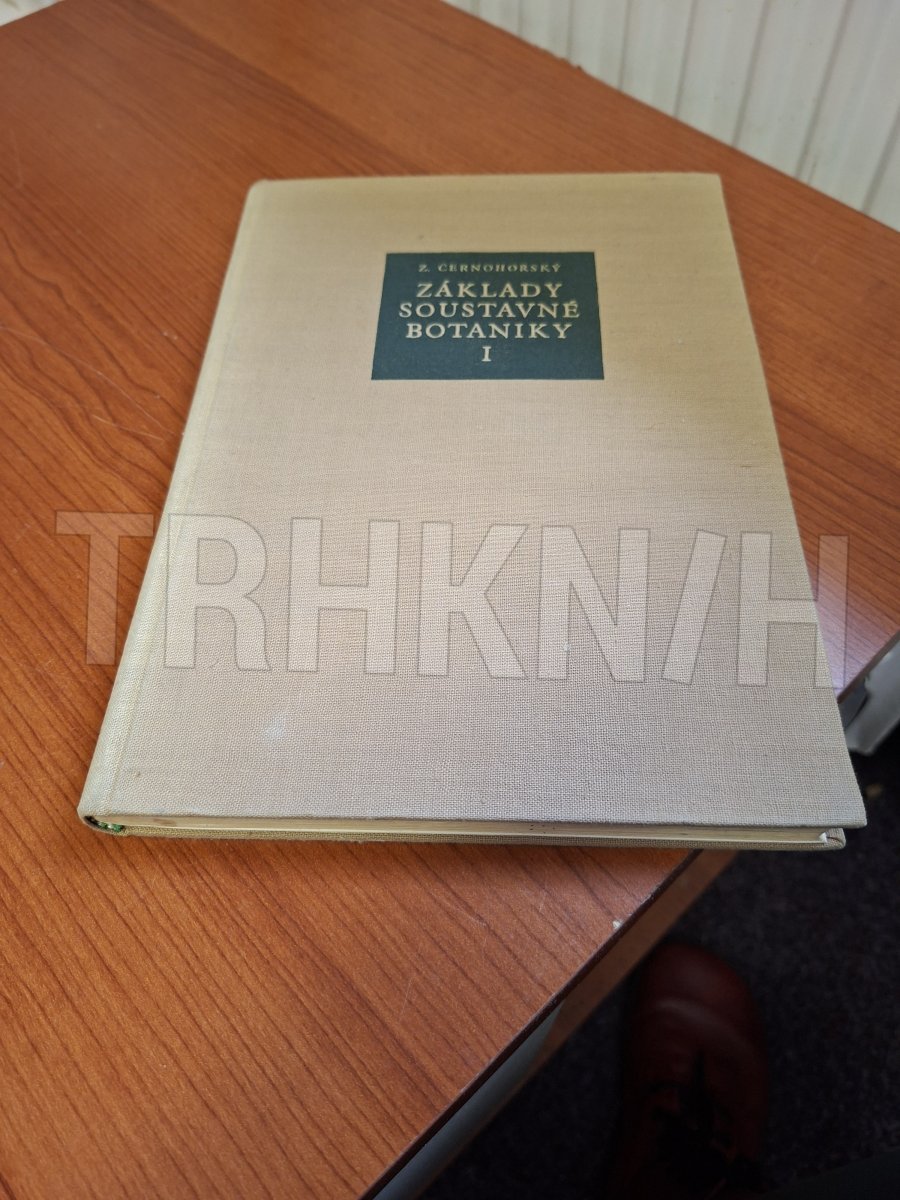 Z. ČERNOHORSKÝ
ZÁKLADY
SOUSTAVNÉ
BOTANIKY
I
TRHKNIH